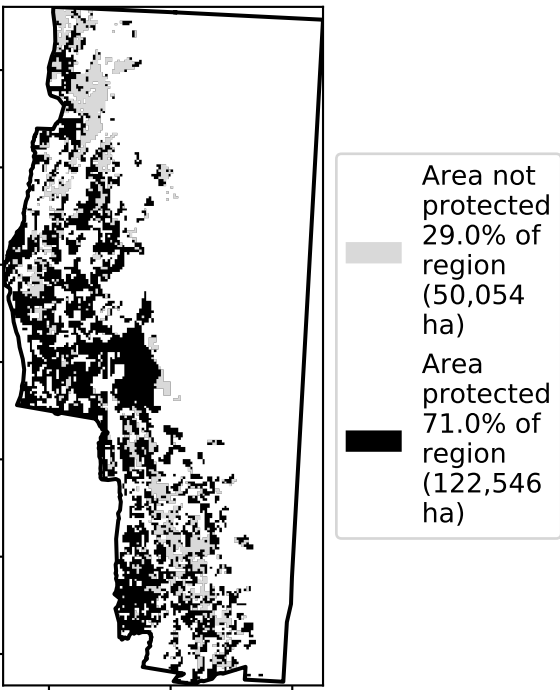 Area not
protected
29.0% of
region
(50,054
ha)
Area
protected
71.0% of
region
(122,546
ha)